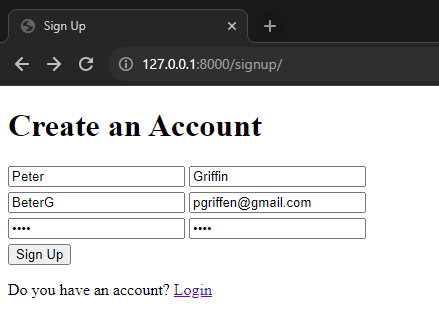 Sign Up
127.0.0.1:8000/signup/
Create an Account
Peter Griffin
BeterG pgriffen@gmail.com
•••• ••••
Sign Up
Do you have an account? Login